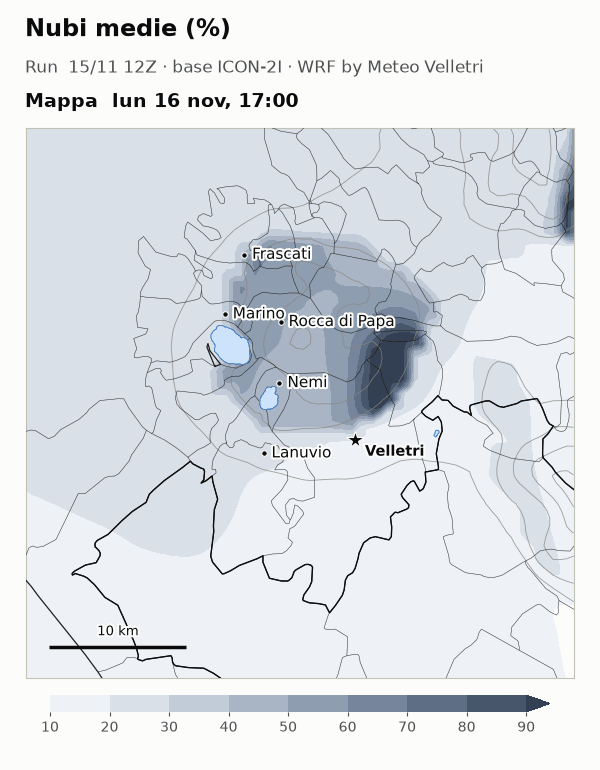 Nubi medie (%)
Run  15/11 12Z · base ICON-2I · WRF by Meteo Velletri
Mappa  lun 16 nov, 17:00
Frascati
Marino
Rocca di Papa
Nemi
Velletri
Lanuvio
10 km
10 20 30 40 50 60 70 80 90